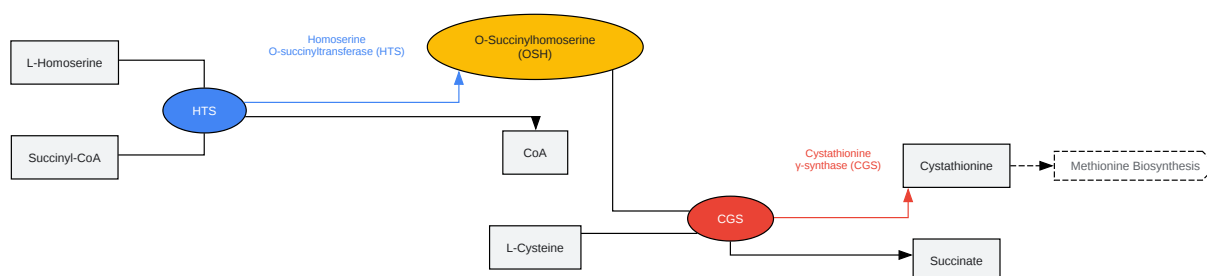 Homoserine
O-succinyltransferase (HTS)
O-Succinylhomoserine
(OSH)
L-Homoserine
HTS
Succinyl-CoA
CoA
Cystathionine
γ-synthase (CGS)
Cystathionine
Methionine Biosynthesis
CGS
L-Cysteine
Succinate